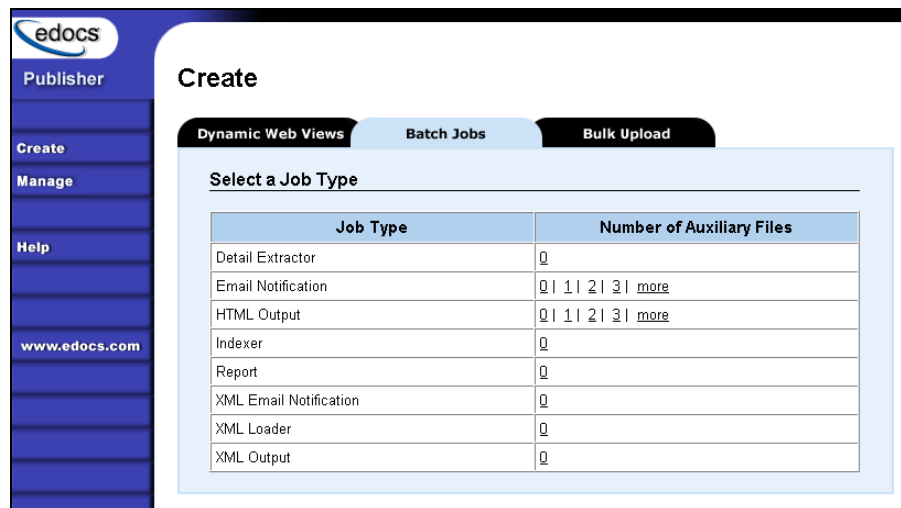 edocs
Publisher
Create
Manage
Help
www.edocs.com
Create
Dynamic Web Views Batch Jobs Bulk Upload
Select a Job Type
Job Type Number of Auxiliary Files
Detail Extractor 0
Email Notification 0 | 1 | 2 | 3 | more
HTML Output 0 | 1 | 2 | 3 | more
Indexer 0
Report 0
XML Email Notification 0
XML Loader 0
XML Output 0